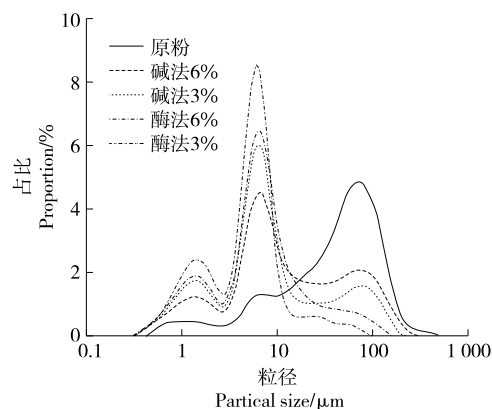 10
8
6
4
2
0
占比
Proportion/%
原粉
碱法6%
碱法3%
酶法6%
酶法3%
0.1 1 10 100 1 000
粒径
Partical size/μm